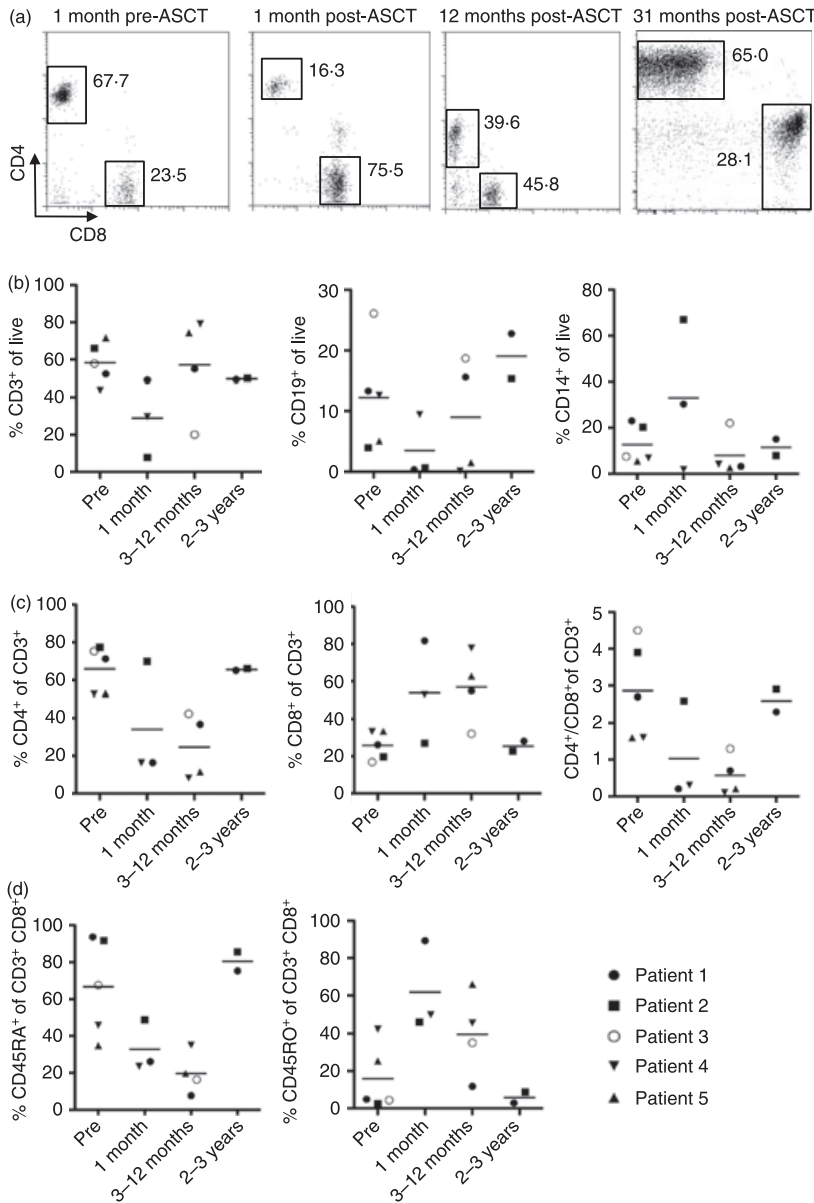 (a) 1 month pre-ASCT 1 month post-ASCT 12 months post-ASCT 31 months post-ASCT
67·7 16·3 39·6 65·0
23·5 75·5 45·8 28·1
CD4
CD8
(b)
% CD3+ of live
100
80
60
40
20
0
Pre
1 month
3–12 months
2–3 years
% CD19+ of live
30
20
10
0
Pre
1 month
3–12 months
2–3 years
% CD14+ of live
80
60
40
20
0
Pre
1 month
3–12 months
2–3 years
(c)
% CD4+ of CD3+
100
80
60
40
20
0
Pre
1 month
3–12 months
2–3 years
% CD8+ of CD3+
100
80
60
40
20
0
Pre
1 month
3–12 months
2–3 years
CD4+/CD8+of CD3+
5
4
3
2
1
0
Pre
1 month
3–12 months
2–3 years
(d)
% CD45RA+ of CD3+ CD8+
100
80
60
40
20
0
Pre
1 month
3–12 months
2–3 years
% CD45RO+ of CD3+ CD8+
100
80
60
40
20
0
Pre
1 month
3–12 months
2–3 years
Patient 1
Patient 2
Patient 3
Patient 4
Patient 5